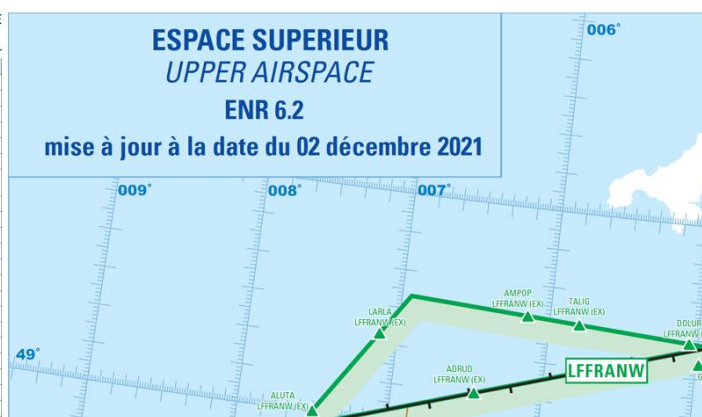 ESPACE SUPERIEUR
UPPER AIRSPACE
ENR 6.2
mise à jour à la date du 02 décembre 2021
006°
009°
008°
007°
AMPOP
LFFRANW (EX)
TALIG
LFFRANW (EX)
LARLA
LFFRANW (EX)
DOLUR
LFFRANW
49°
ADRUD
LFFRANW (EX)
LFFRANW
ALUTA
LFFRANW (EX)